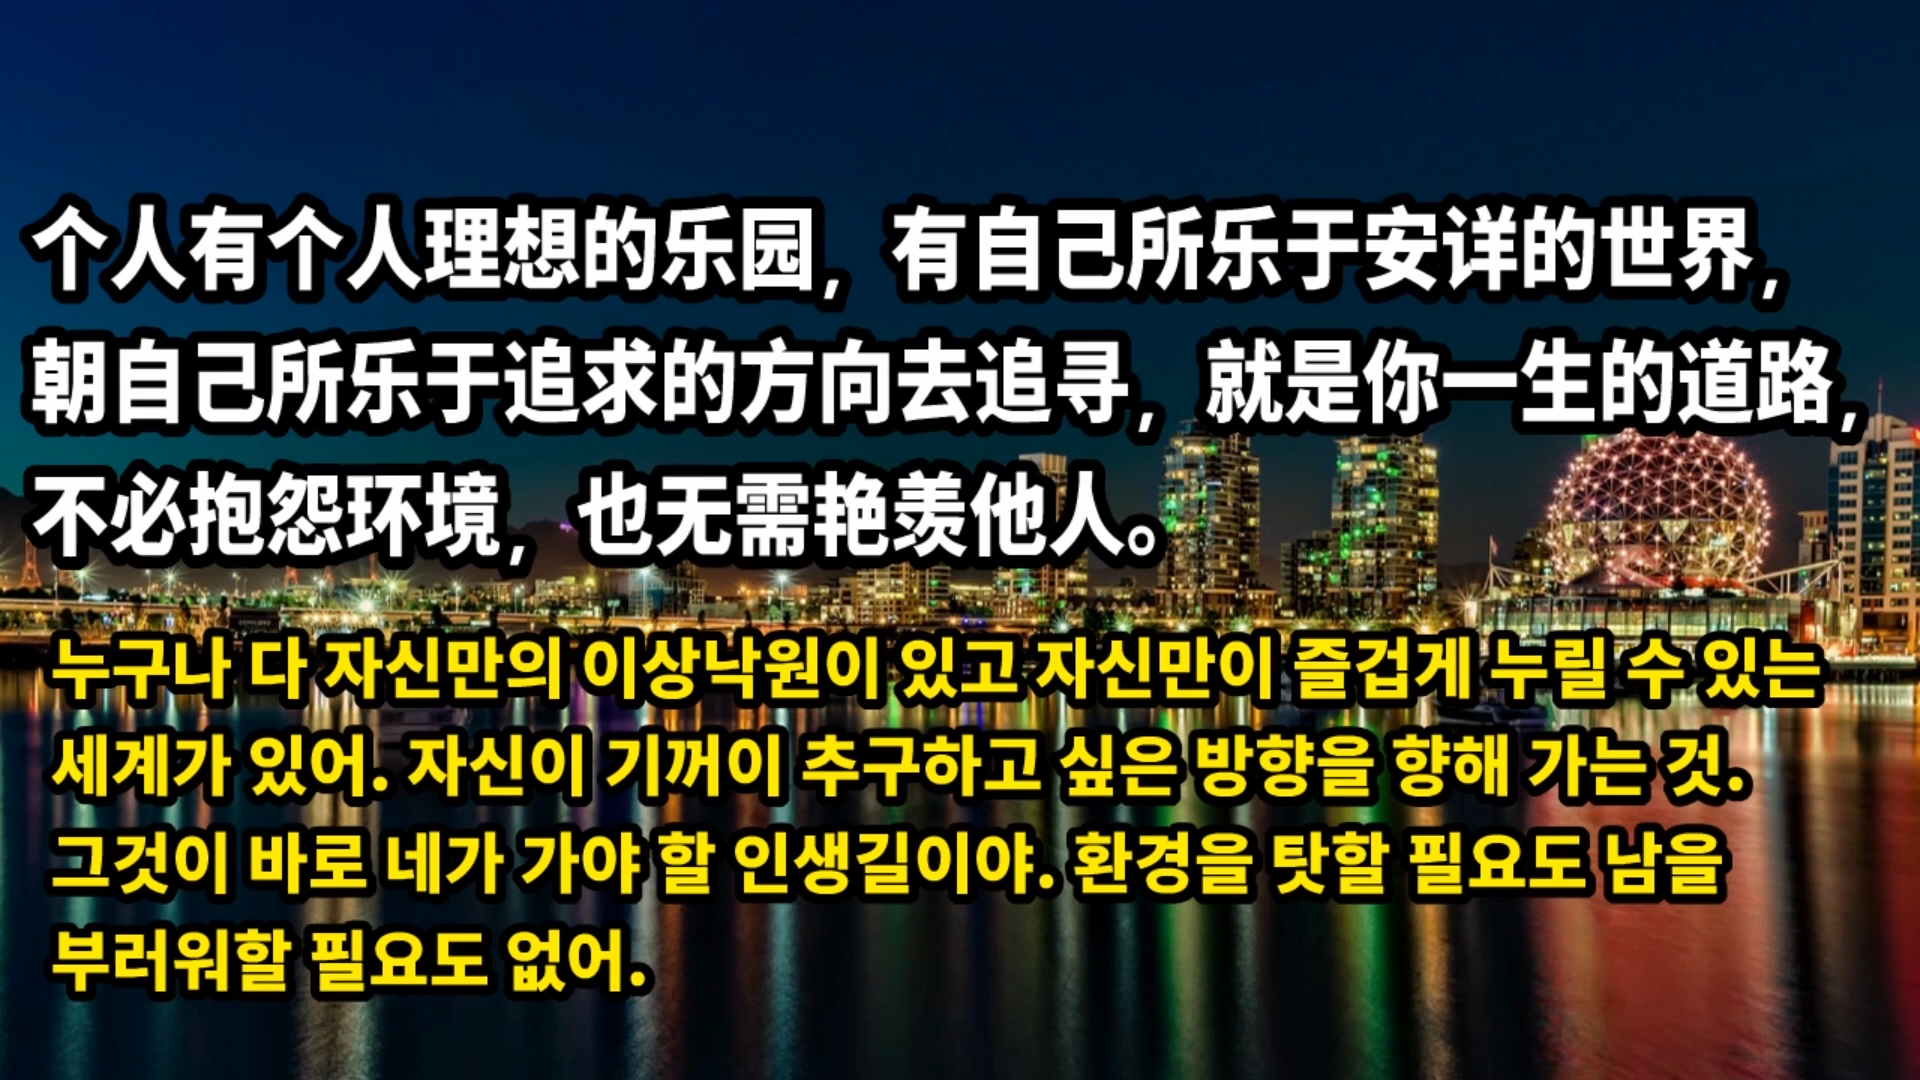 个人有个人理想的乐园，有自己所乐于安详的世界，
朝自己所乐于追求的方向去追寻，就是你一生的道路，
不必抱怨环境，也无需艳羡他人。
누구나 다 자신만의 이상낙원이 있고 자신만이 즐겁게 누릴 수 있는
세계가 있어. 자신이 기꺼이 추구하고 싶은 방향을 향해 가는 것.
그것이 바로 네가 가야 할 인생길이야. 환경을 탓할 필요도 남을
부러워할 필요도 없어.